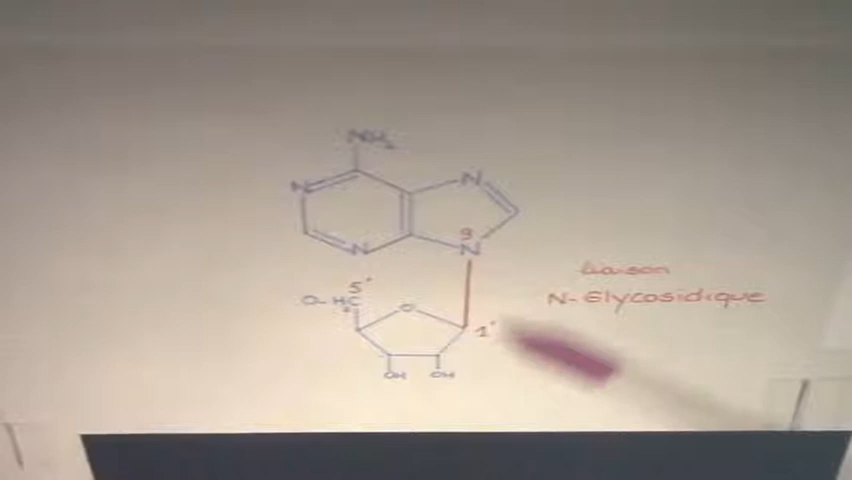 NH₂
N
N
9
N
N
liaison
N-Glycosidique
5'
O-H₂C
O
1'
OH
OH